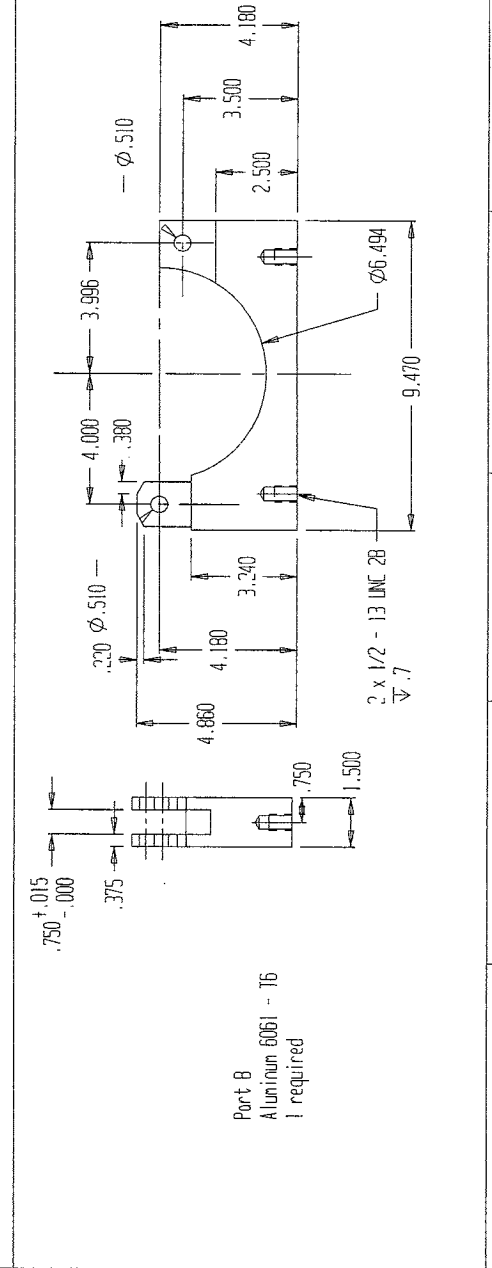 .750 +.015
-.000
.375
.750
1.500
Part B
Aluminum 6061 - T6
1 required
4.000
3.996
.380
.220
Ø.510
Ø.510
4.860
4.180
3.240
2.500
3.500
4.180
Ø6.494
9.470
2 x 1/2 - 13 UNC 2B
↧ .7